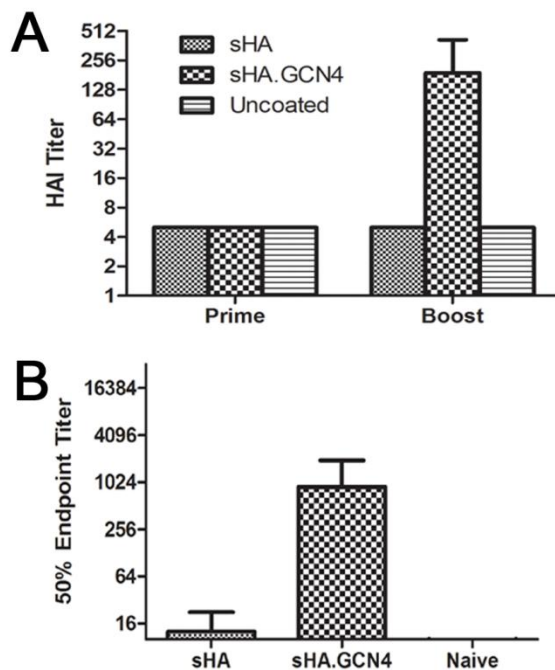 A
HAI Titer
512
256
128
64
32
16
8
4
2
1
sHA
sHA.GCN4
Uncoated
Prime Boost
B
50% Endpoint Titer
16384
4096
1024
256
64
16
sHA sHA.GCN4 Naive